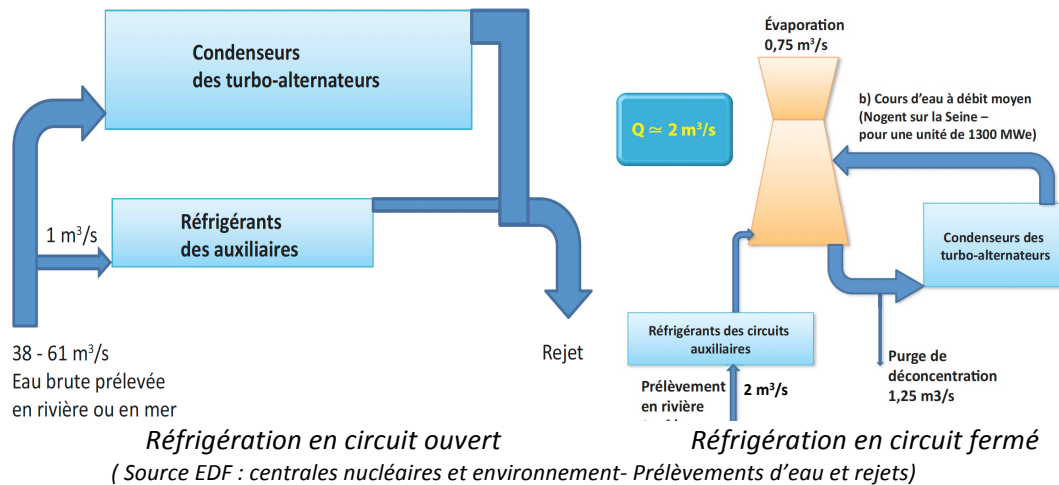 Condenseurs
des turbo-alternateurs
1 m³/s
Réfrigérants
des auxiliaires
38 - 61 m³/s
Eau brute prélevée
en rivière ou en mer
Rejet
Évaporation
0,75 m³/s
Q ≃ 2 m³/s
b) Cours d’eau à débit moyen
(Nogent sur la Seine –
pour une unité de 1300 MWe)
Condenseurs des
turbo-alternateurs
Réfrigérants des circuits
auxiliaires
Prélèvement
en rivière
2 m³/s
Purge de
déconcentration
1,25 m3/s
Réfrigération en circuit ouvert
Réfrigération en circuit fermé
( Source EDF : centrales nucléaires et environnement- Prélèvements d’eau et rejets)